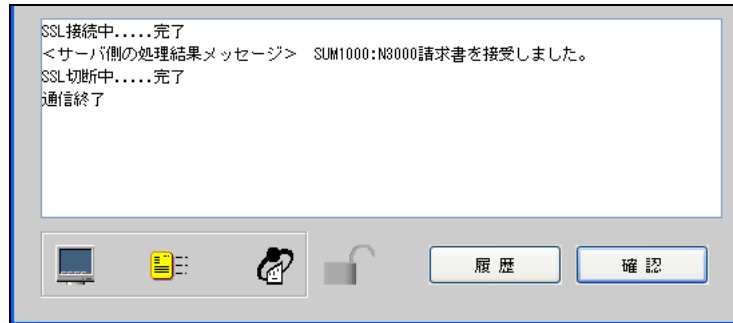 SSL接続中.....完了
<サーバ側の処理結果メッセージ>　SUM1000:N3000請求書を接受しました。
SSL切断中.....完了
通信終了
履 歴
確 認